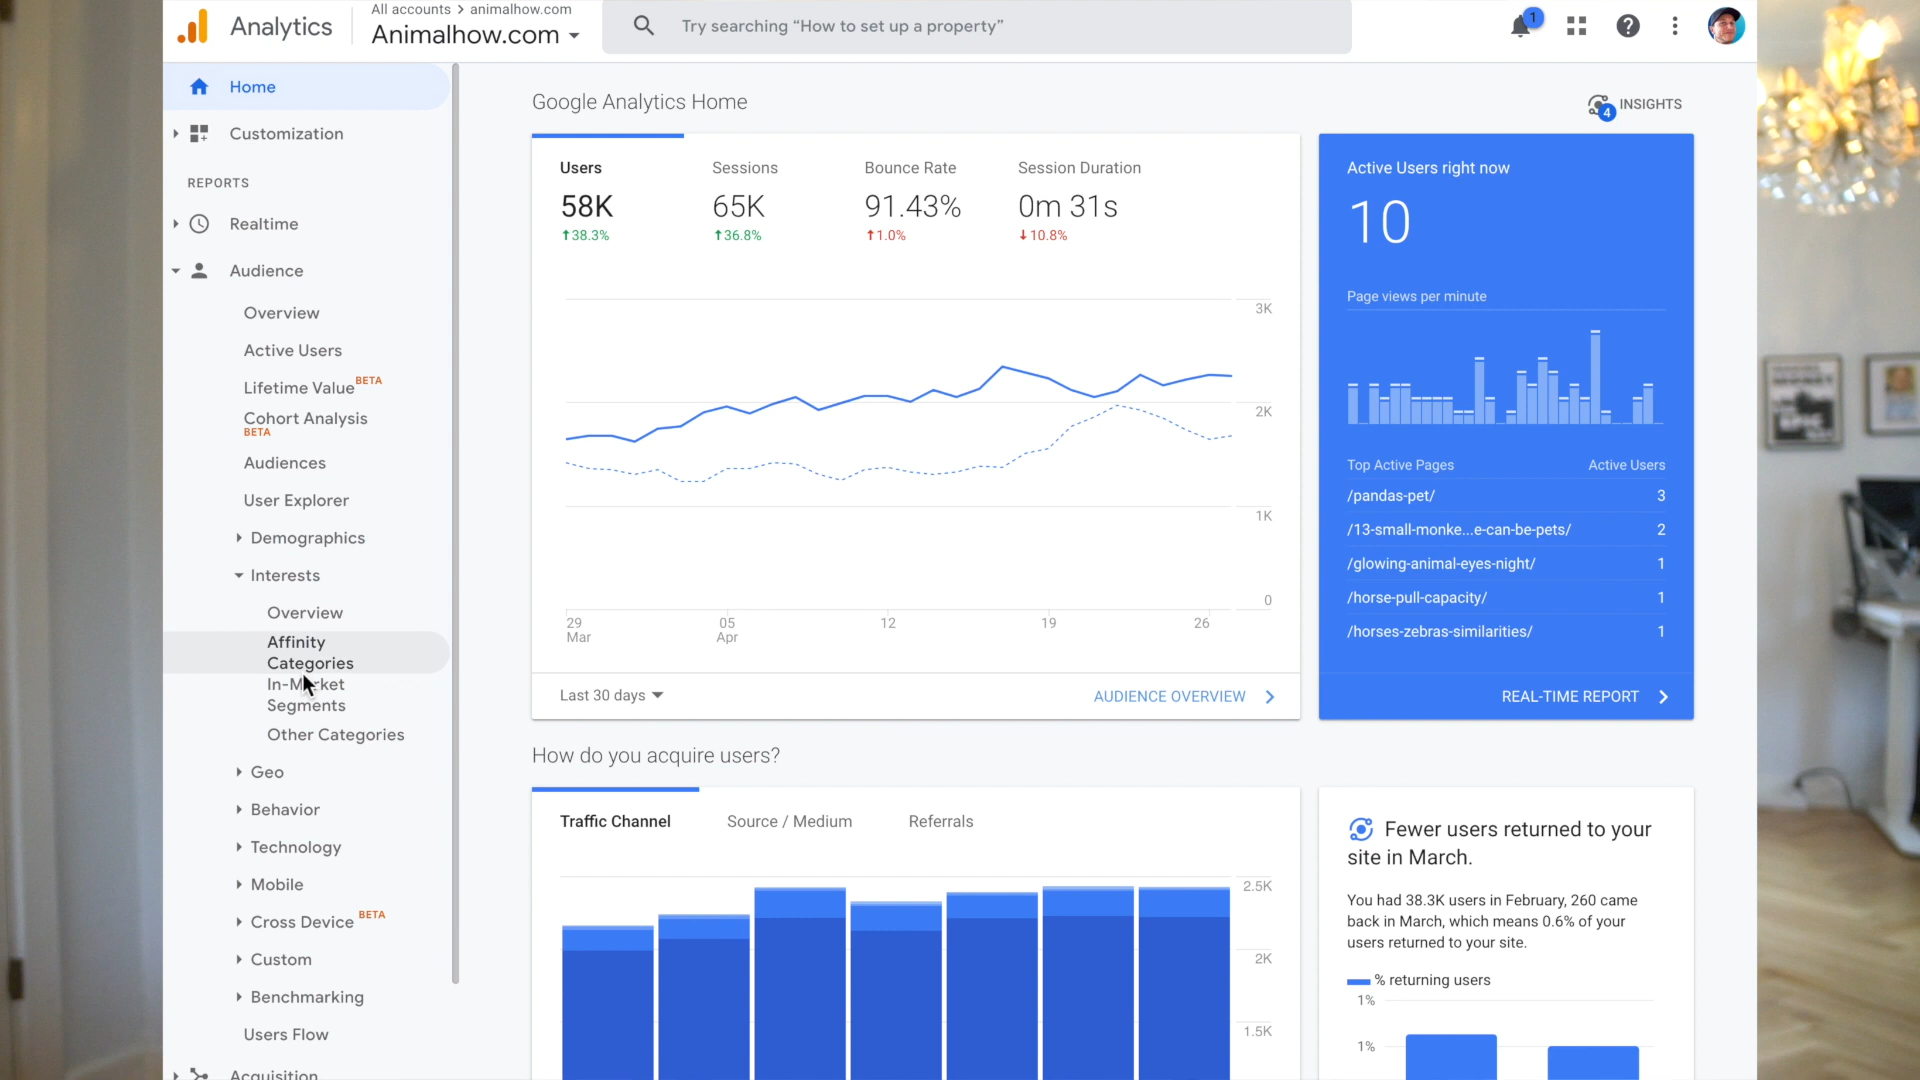 Analytics
All accounts > animalhow.com
Animalhow.com
Try searching “How to set up a property”
1
Home
Customization
REPORTS
Realtime
Audience
Overview
Active Users
Lifetime Value BETA
Cohort Analysis
BETA
Audiences
User Explorer
Demographics
Interests
Overview
Affinity
Categories
In-Market
Segments
Other Categories
Geo
Behavior
Technology
Mobile
Cross Device BETA
Custom
Benchmarking
Users Flow
Acquisition
Google Analytics Home
4 INSIGHTS
Users Sessions Bounce Rate Session Duration
58K 65K 91.43% 0m 31s
38.3% 36.8% 1.0% 10.8%
3K
2K
1K
0
29 05 12 19 26
Mar Apr
Last 30 days
AUDIENCE OVERVIEW
Active Users right now
10
Page views per minute
Top Active Pages Active Users
/pandas-pet/ 3
/13-small-monke...e-can-be-pets/ 2
/glowing-animal-eyes-night/ 1
/horse-pull-capacity/ 1
/horses-zebras-similarities/ 1
REAL-TIME REPORT
How do you acquire users?
Traffic Channel Source / Medium Referrals
2.5K
2K
1.5K
Fewer users returned to your
site in March.
You had 38.3K users in February, 260 came
back in March, which means 0.6% of your
users returned to your site.
% returning users
1%
1%